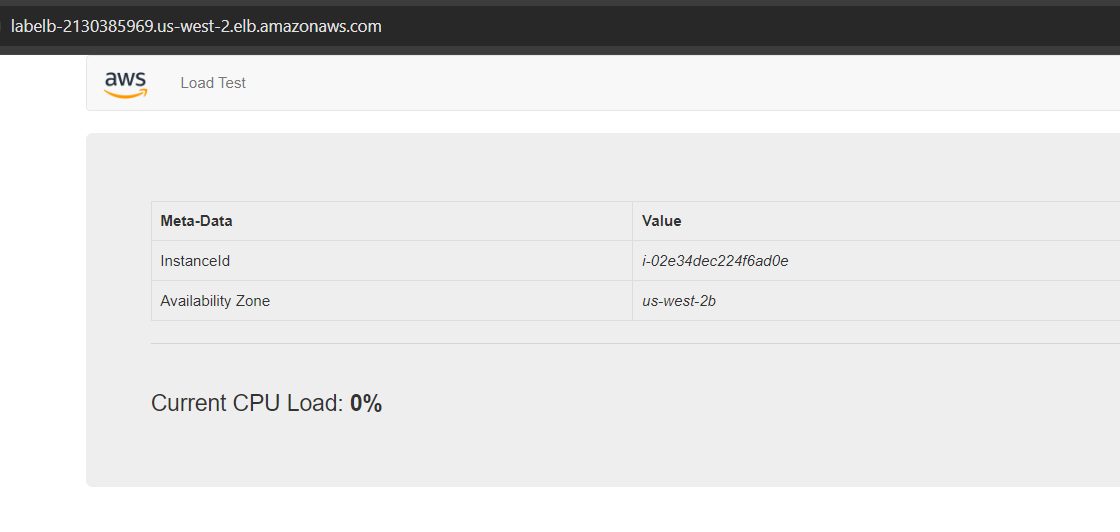 labelb-2130385969.us-west-2.elb.amazonaws.com
aws Load Test
Meta-Data Value
InstanceId i-02e34dec224f6ad0e
Availability Zone us-west-2b
Current CPU Load: 0%